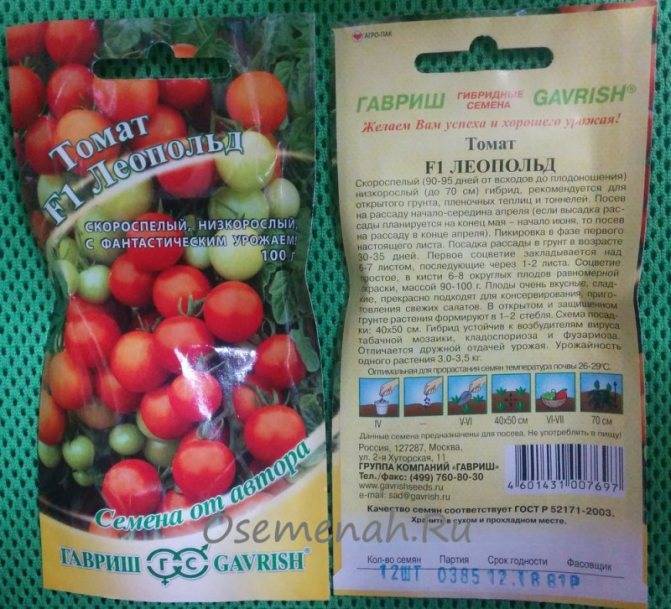 Томат
F1 Леопольд
СКОРОСПЕЛЫЙ, НИЗКОРОСЛЫЙ,
С ФАНТАСТИЧЕСКИМ УРОЖАЕМ!
100 г
Семена от автора
ГАВРИШ ГС GAVRISH®
АГРО-ПАК
ГАВРИШ ГИБРИДНЫЕ СЕМЕНА GAVRISH®
Желаем Вам успеха и хорошего урожая!
Томат
F1 ЛЕОПОЛЬД
Скороспелый (90-95 дней от всходов до плодоношения)
низкорослый (до 70 см) гибрид, рекомендуется для
открытого грунта, пленочных теплиц и тоннелей. Посев
на рассаду начало-середина апреля (если высадка рас-
сады планируется на конец мая – начало июня, то посев
на рассаду в конце апреля). Пикировка в фазе первого
настоящего листа. Посадка рассады в грунт в возрасте
30-35 дней. Первое соцветие закладывается над
6-7 листом, последующие через 1-2 листа. Соцветие
простое, в кисти 6-8 округлых плодов равномерной
окраски, массой 90-100 г. Плоды очень вкусные, слад-
кие, прекрасно подходят для консервирования, приго-
товления свежих салатов. В открытом и защищенном
грунте растения формируют в 1–2 стебля. Схема посад-
ки: 40х50 см. Гибрид устойчив к возбудителям вируса
табачной мозаики, кладоспориоза и фузариоза.
Отличается дружной отдачей урожая. Урожайность
одного растения 3,0-3,5 кг.
Оптимальная для прорастания семян температура почвы 26-29°С.
IV — V-VI 40х50 см VI-VII 70 см
Данные семена предназначены для посева. Не употреблять в пищу!
Россия, 127287, Москва,
ул. 2-я Хуторская, 11
ГРУППА КОМПАНИЙ «ГАВРИШ»
Тел./факс: (499) 760-80-30
www.gavrishseeds.ru
e-mail: sad@gavrish.ru
4 601431 007697
Качество семян соответствует ГОСТ Р 52171-2003.
Хранить в сухом и прохладном месте.
Кол-во семян Партия Срок годности Фасовщик
12ШТ 0385 12.18 81Р
Osemenah.Ru